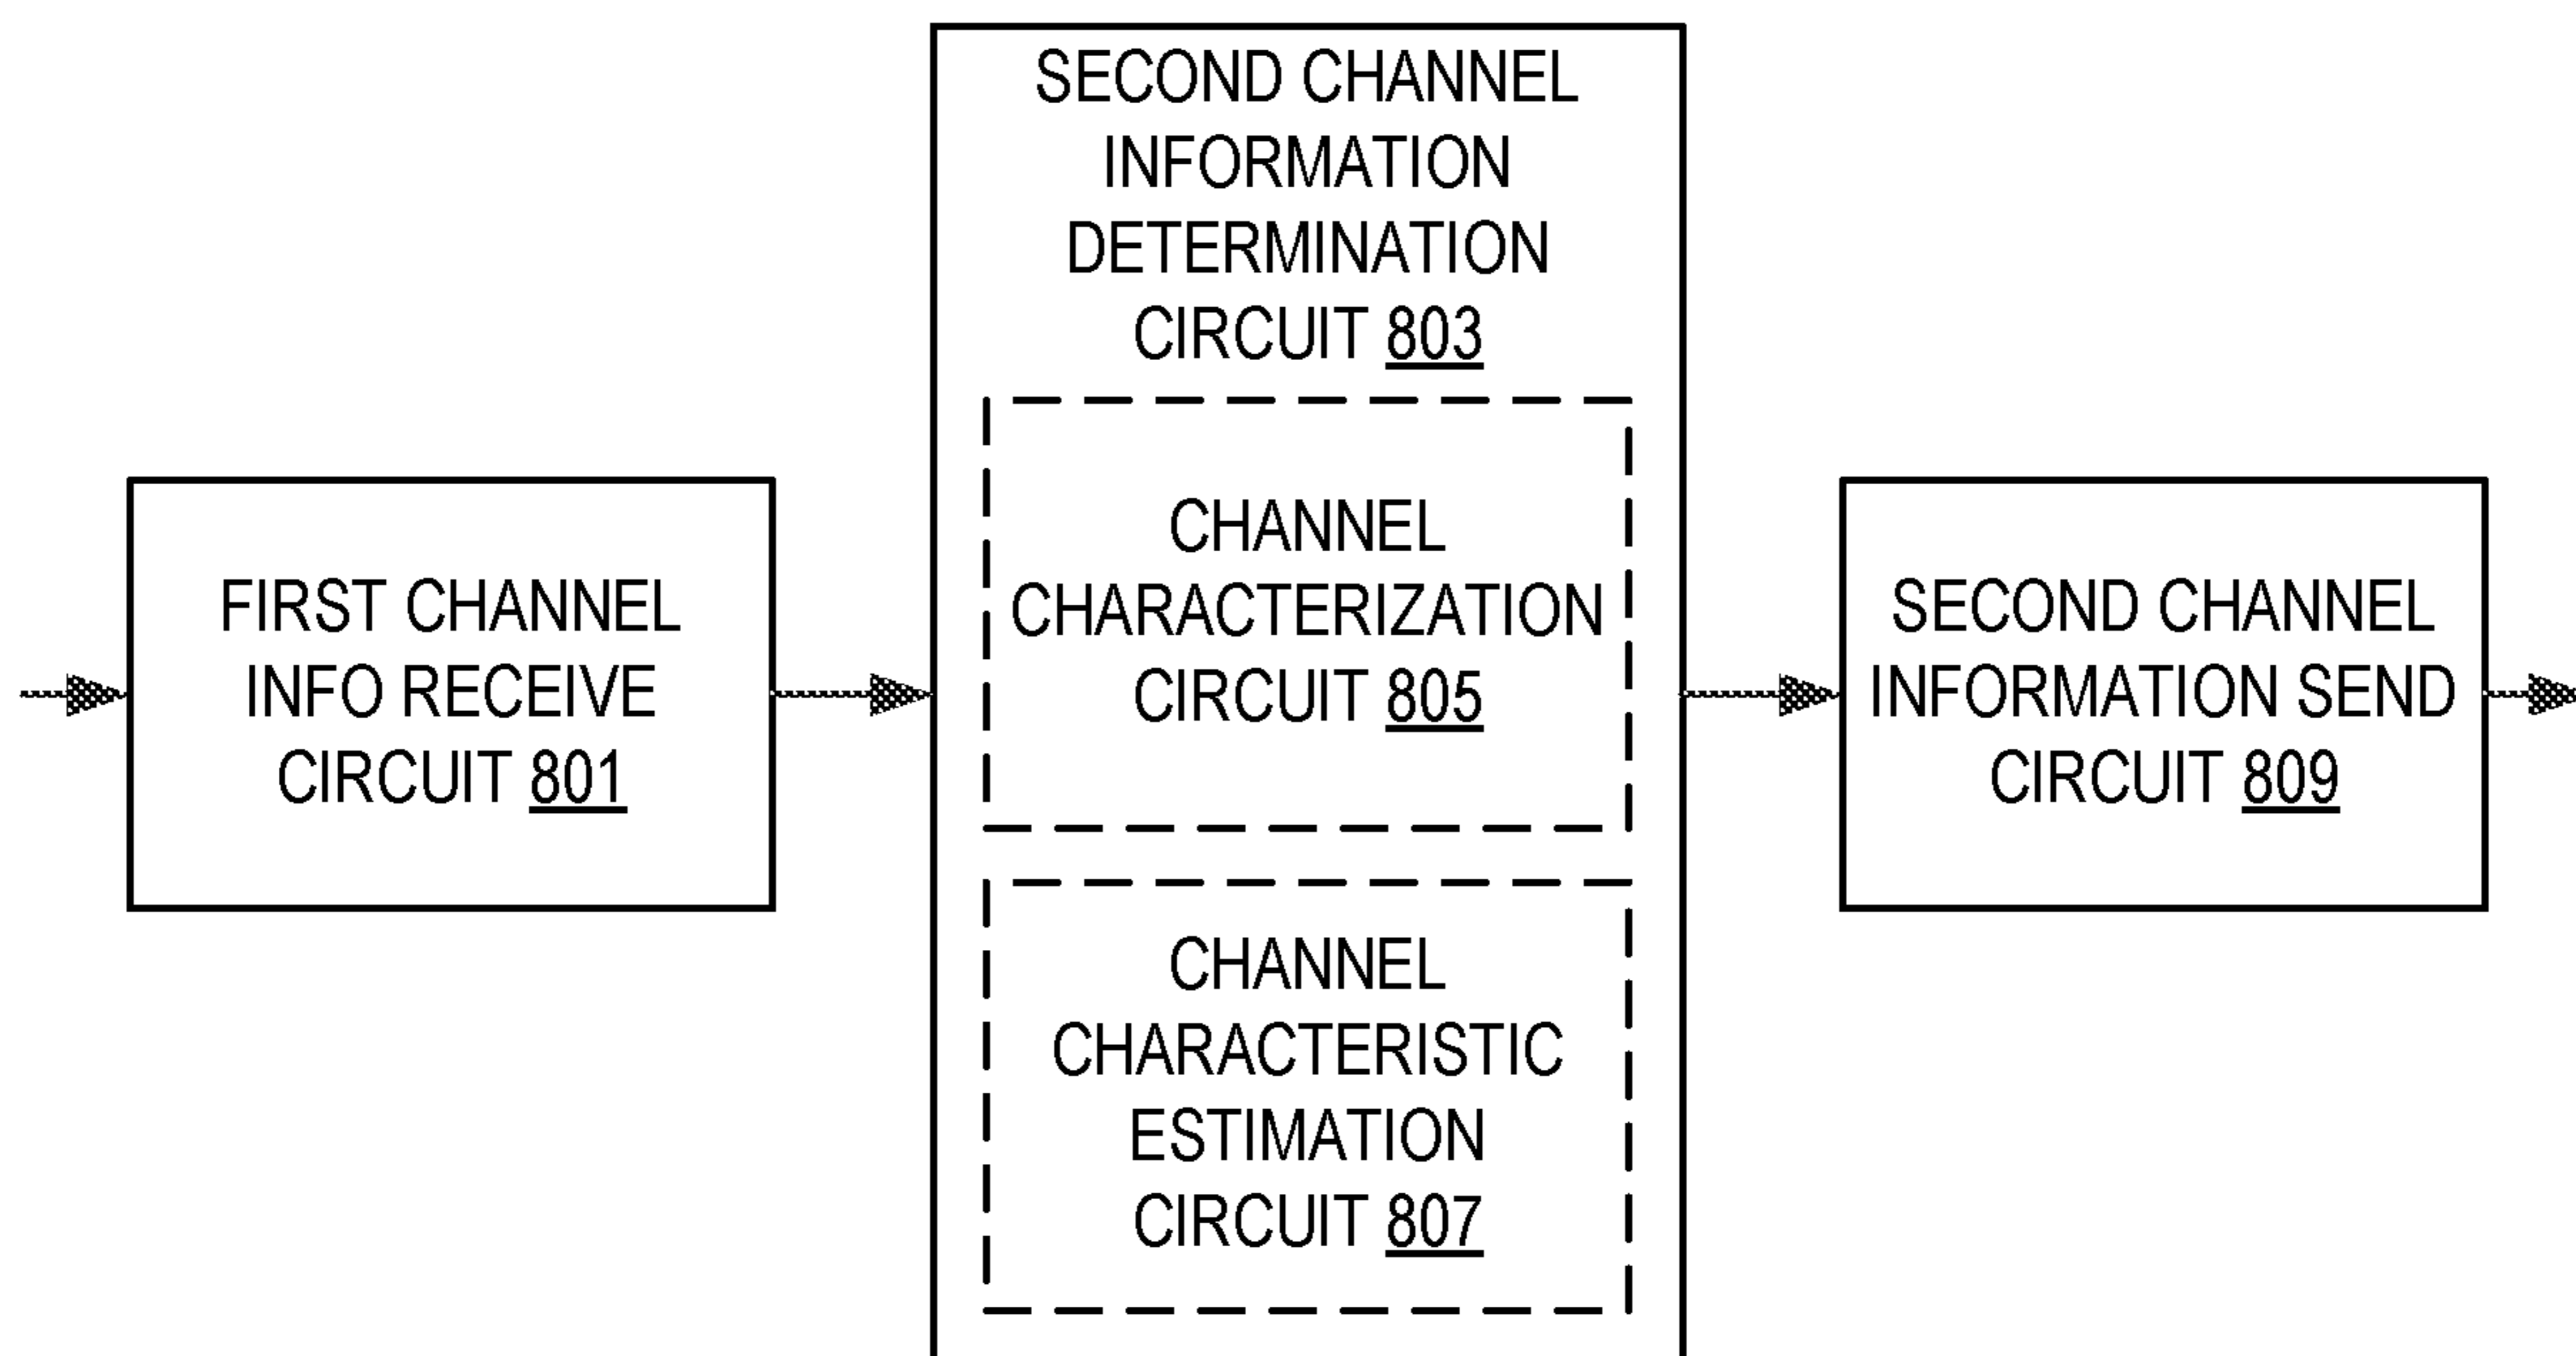 FIRST CHANNEL
INFO RECEIVE
CIRCUIT 801
SECOND CHANNEL
INFORMATION
DETERMINATION
CIRCUIT 803
CHANNEL
CHARACTERIZATION
CIRCUIT 805
CHANNEL
CHARACTERISTIC
ESTIMATION
CIRCUIT 807
SECOND CHANNEL
INFORMATION SEND
CIRCUIT 809